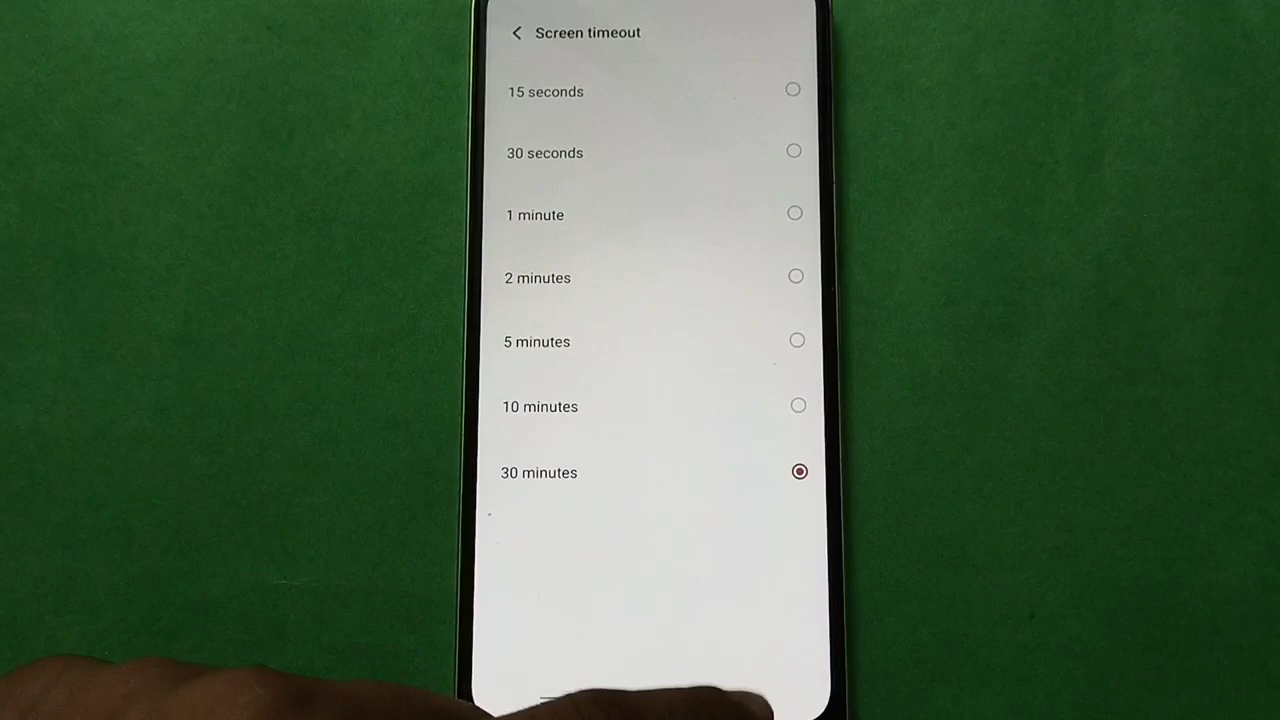 Screen timeout
15 seconds
30 seconds
1 minute
2 minutes
5 minutes
10 minutes
30 minutes